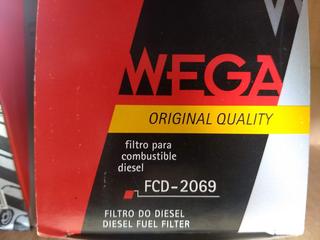 WEGA
ORIGINAL QUALITY
filtro para
combustible
diesel
FCD-2069
FILTRO DO DIESEL
DIESEL FUEL FILTER